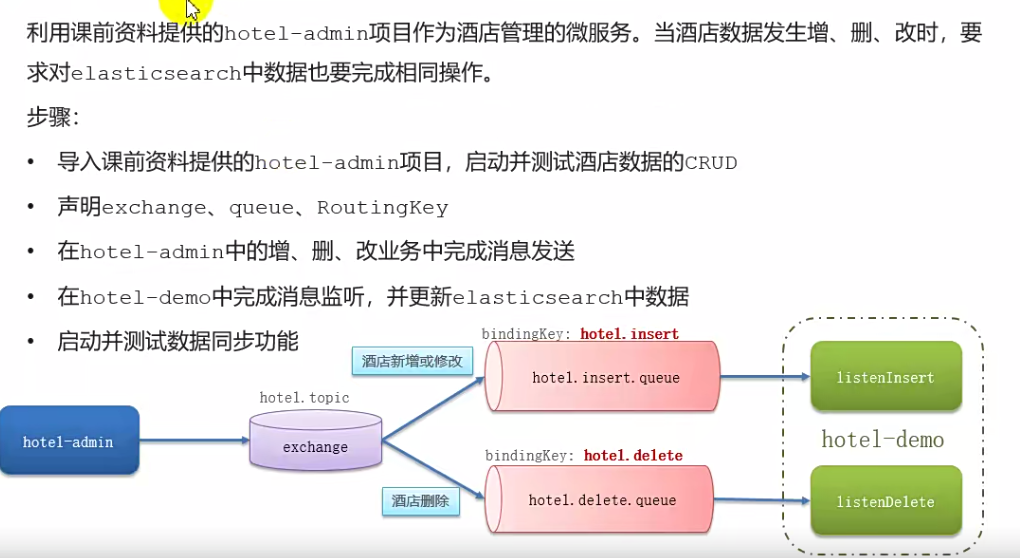 利用课前资料提供的hotel-admin项目作为酒店管理的微服务。当酒店数据发生增、删、改时，要
求对elasticsearch中数据也要完成相同操作。
步骤：
• 导入课前资料提供的hotel-admin项目，启动并测试酒店数据的CRUD
• 声明exchange、queue、RoutingKey
• 在hotel-admin中的增、删、改业务中完成消息发送
• 在hotel-demo中完成消息监听，并更新elasticsearch中数据
• 启动并测试数据同步功能
bindingKey: hotel.insert
酒店新增或修改
hotel.insert.queue
listenInsert
hotel.topic
hotel-admin
exchange
hotel-demo
bindingKey: hotel.delete
酒店删除
hotel.delete.queue
listenDelete